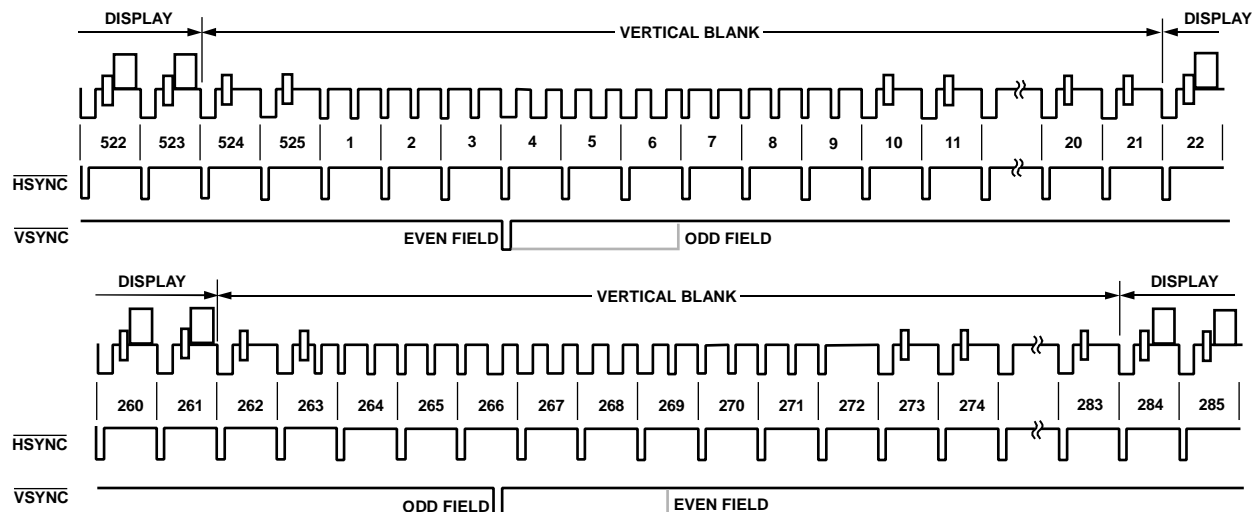 DISPLAY VERTICAL BLANK DISPLAY
522 523 524 525 1 2 3 4 5 6 7 8 9 10 11 20 21 22
HSYNC
VSYNC
EVEN FIELD ODD FIELD
DISPLAY VERTICAL BLANK DISPLAY
260 261 262 263 264 265 266 267 268 269 270 271 272 273 274 283 284 285
HSYNC
VSYNC
ODD FIELD EVEN FIELD